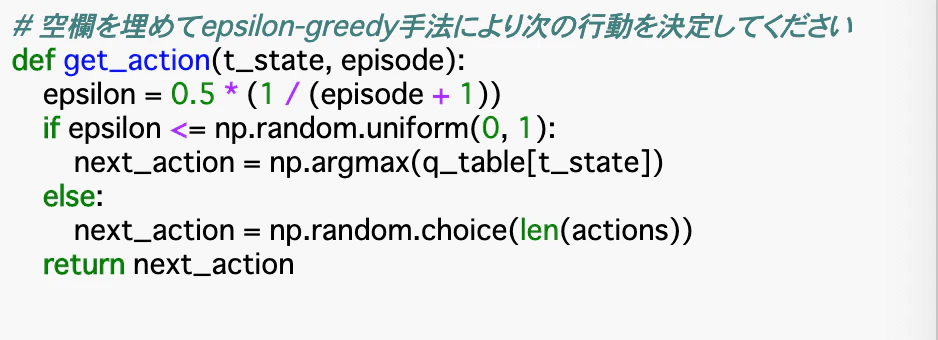 # 空欄を埋めてepsilon-greedy手法により次の行動を決定してください
def get_action(t_state, episode):
    epsilon = 0.5 * (1 / (episode + 1))
    if epsilon <= np.random.uniform(0, 1):
        next_action = np.argmax(q_table[t_state])
    else:
        next_action = np.random.choice(len(actions))
    return next_action